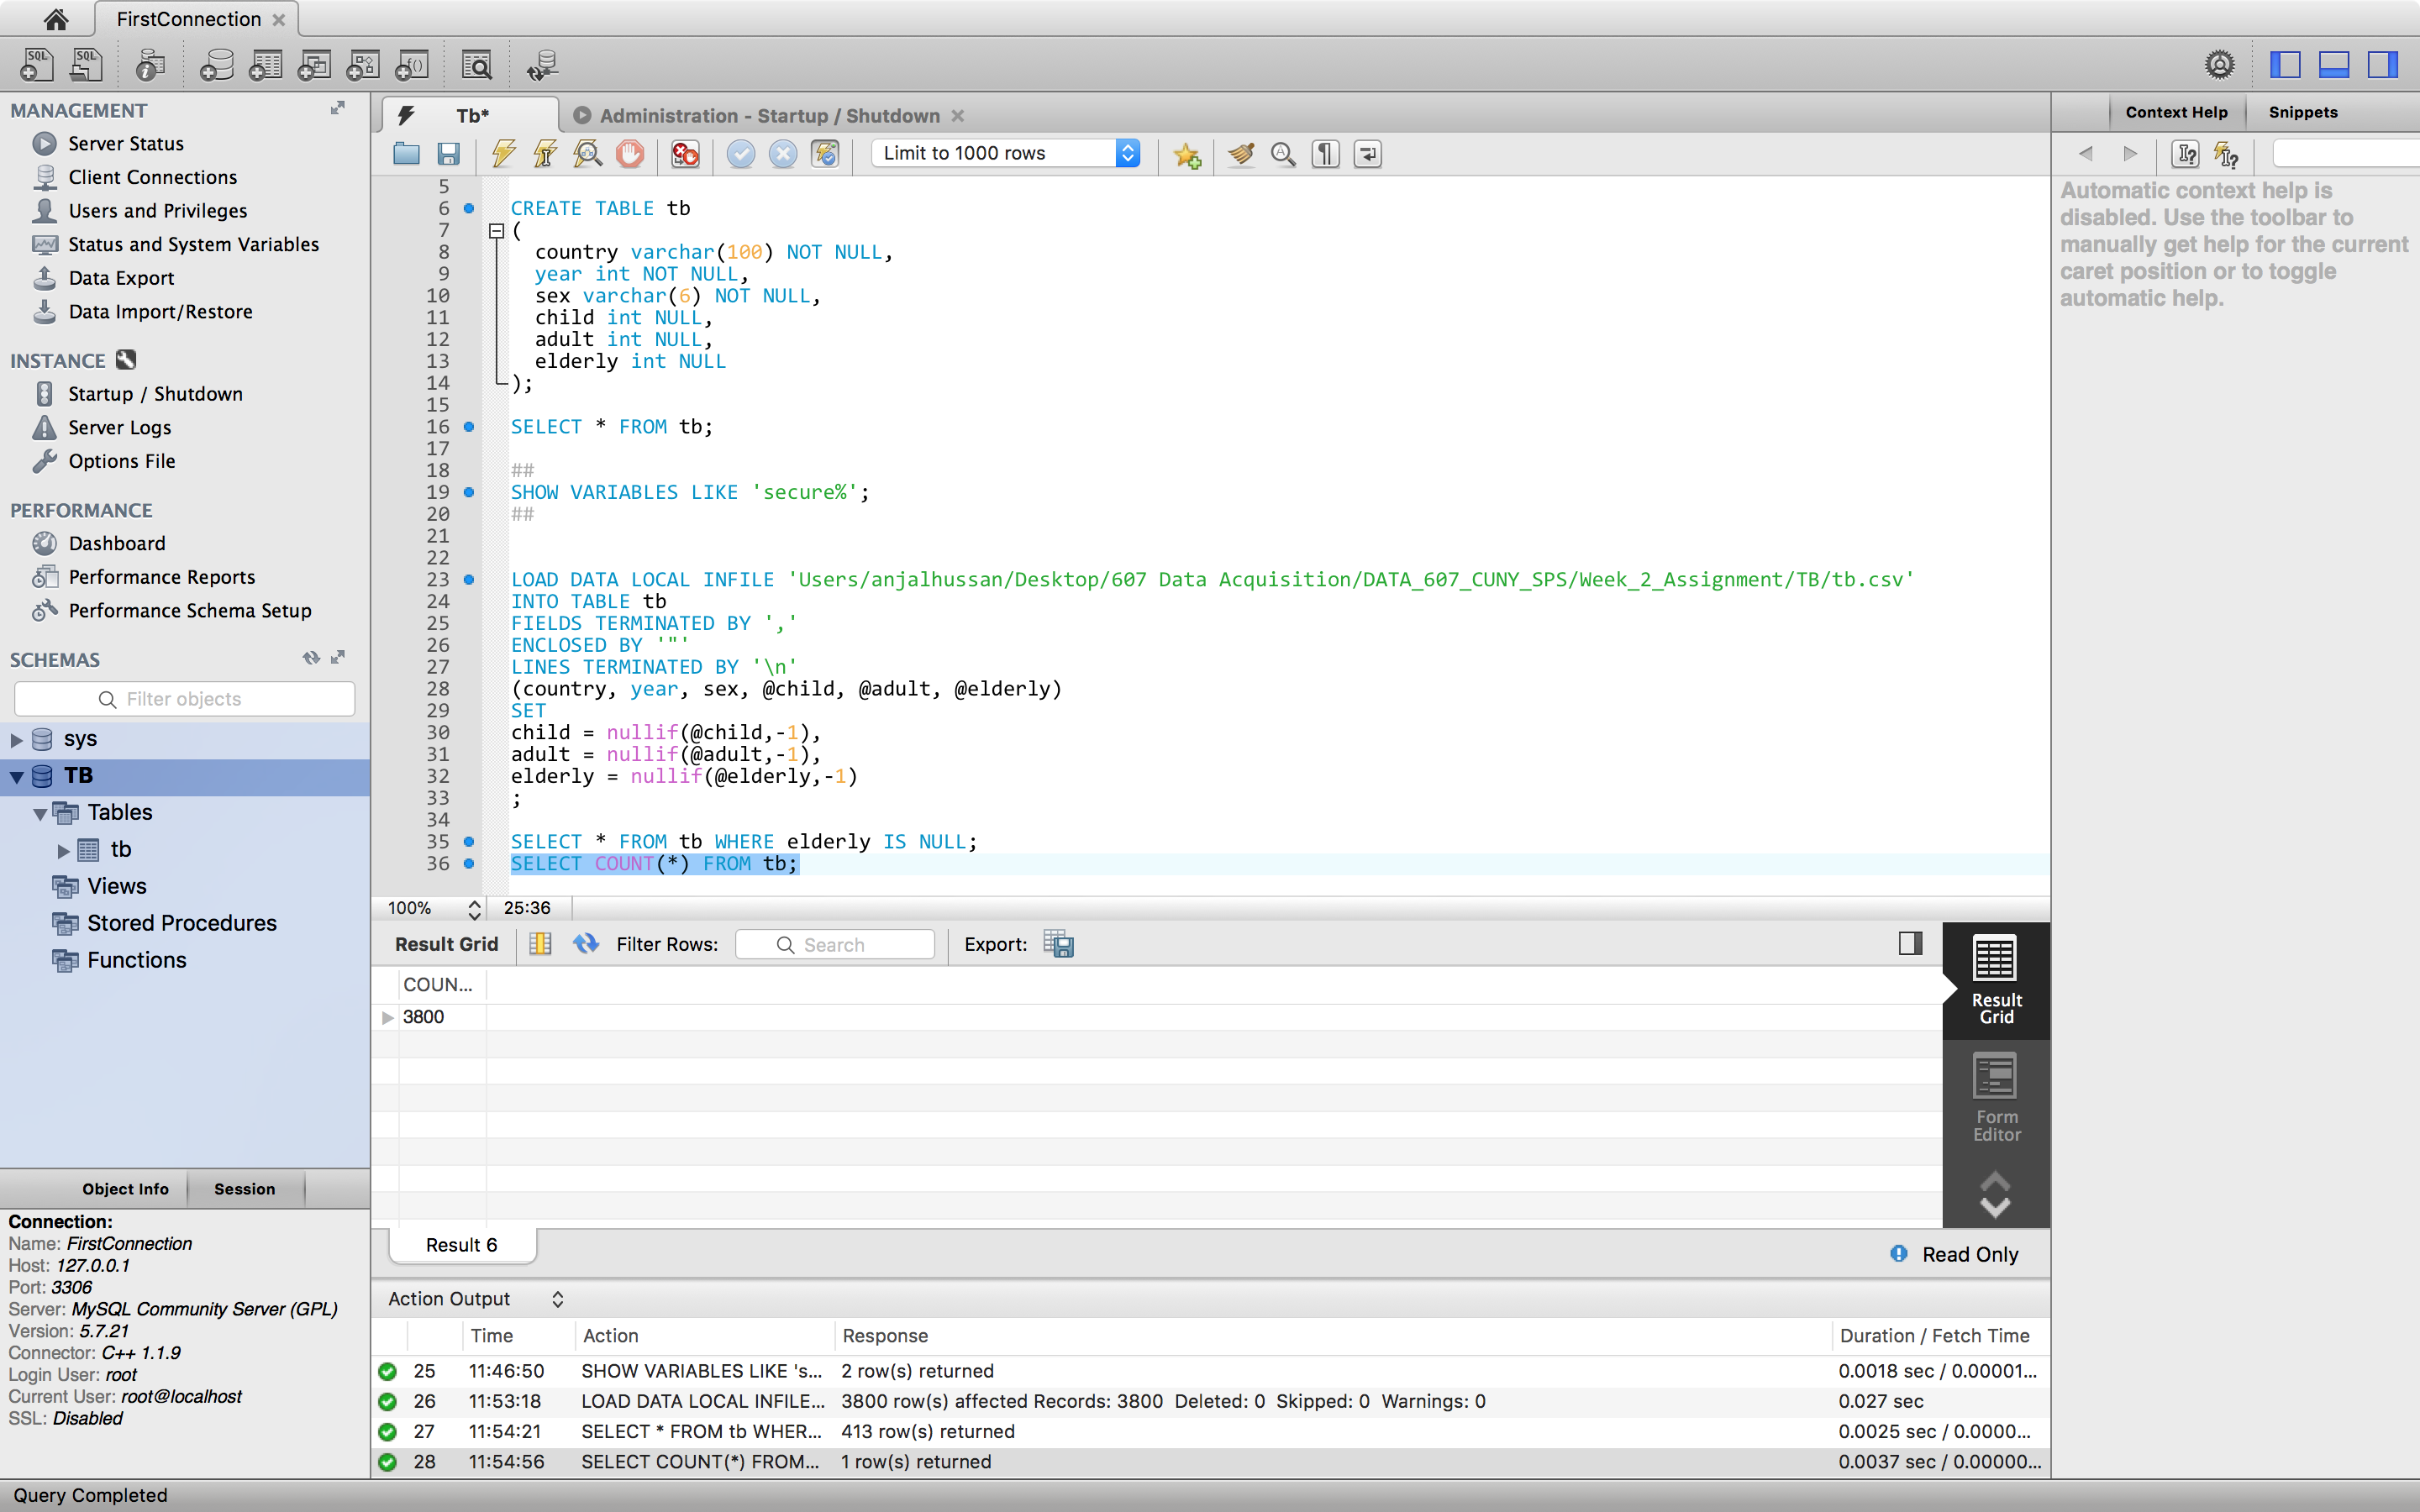 FirstConnection
SQL SQL
MANAGEMENT
Server Status
Client Connections
Users and Privileges
Status and System Variables
Data Export
Data Import/Restore
INSTANCE
Startup / Shutdown
Server Logs
Options File
PERFORMANCE
Dashboard
Performance Reports
Performance Schema Setup
SCHEMAS
Filter objects
sys
TB
Tables
tb
Views
Stored Procedures
Functions
Object Info Session
Connection:
Name: FirstConnection
Host: 127.0.0.1
Port: 3306
Server: MySQL Community Server (GPL)
Version: 5.7.21
Connector: C++ 1.1.9
Login User: root
Current User: root@localhost
SSL: Disabled
Tb* Administration - Startup / Shutdown
Limit to 1000 rows
5
6 CREATE TABLE tb
7 (
8 country varchar(100) NOT NULL,
9 year int NOT NULL,
10 sex varchar(6) NOT NULL,
11 child int NULL,
12 adult int NULL,
13 elderly int NULL
14 );
15
16 SELECT * FROM tb;
17
18 ##
19 SHOW VARIABLES LIKE 'secure%';
20 ##
21
22
23 LOAD DATA LOCAL INFILE 'Users/anjalhussan/Desktop/607 Data Acquisition/DATA_607_CUNY_SPS/Week_2_Assignment/TB/tb.csv'
24 INTO TABLE tb
25 FIELDS TERMINATED BY ','
26 ENCLOSED BY '"'
27 LINES TERMINATED BY '\n'
28 (country, year, sex, @child, @adult, @elderly)
29 SET
30 child = nullif(@child,-1),
31 adult = nullif(@adult,-1),
32 elderly = nullif(@elderly,-1)
33 ;
34
35 SELECT * FROM tb WHERE elderly IS NULL;
36 SELECT COUNT(*) FROM tb;
100% 25:36
Result Grid Filter Rows: Search Export:
COUN...
3800
Result Grid
Form Editor
Result 6 Read Only
Action Output
Time Action Response Duration / Fetch Time
25 11:46:50 SHOW VARIABLES LIKE 's... 2 row(s) returned 0.0018 sec / 0.00001...
26 11:53:18 LOAD DATA LOCAL INFILE... 3800 row(s) affected Records: 3800 Deleted: 0 Skipped: 0 Warnings: 0 0.027 sec
27 11:54:21 SELECT * FROM tb WHER... 413 row(s) returned 0.0025 sec / 0.0000...
28 11:54:56 SELECT COUNT(*) FROM... 1 row(s) returned 0.0037 sec / 0.00000...
Context Help Snippets
Automatic context help is
disabled. Use the toolbar to
manually get help for the current
caret position or to toggle
automatic help.
Query Completed